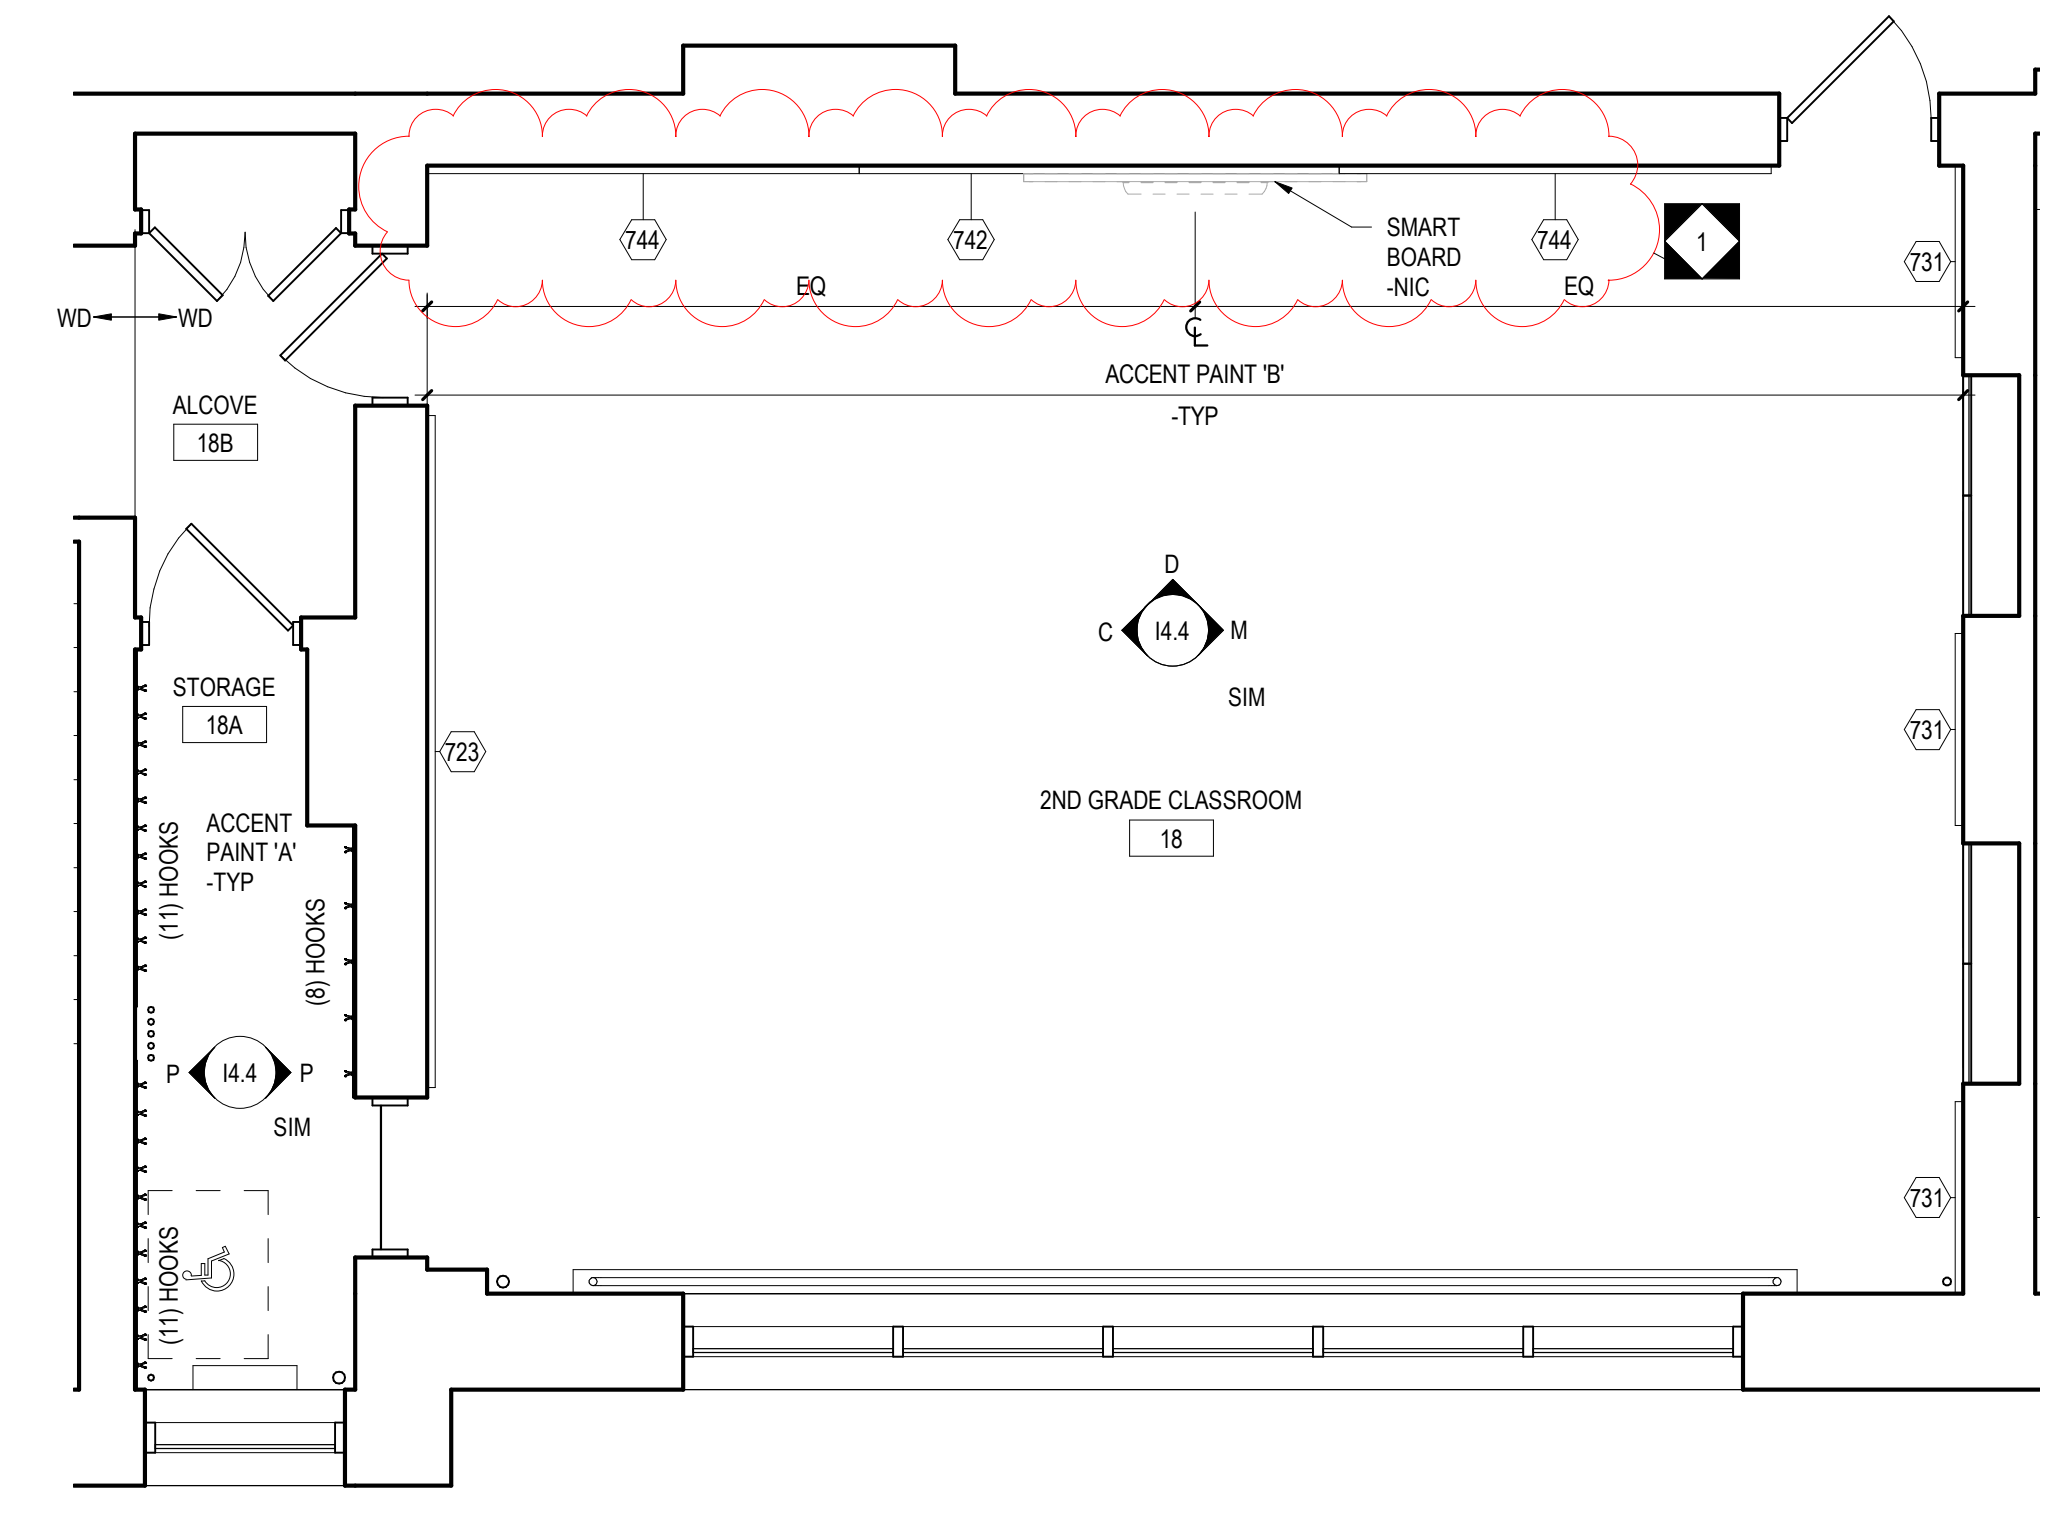 744
742
SMART
BOARD
-NIC
744
1
731
EQ
EQ
WD
WD
CL
ACCENT PAINT 'B'
-TYP
ALCOVE
18B
D
C
I4.4
M
SIM
STORAGE
18A
723
731
2ND GRADE CLASSROOM
18
ACCENT
PAINT 'A'
-TYP
(11) HOOKS
(8) HOOKS
P
I4.4
P
SIM
731
(11) HOOKS